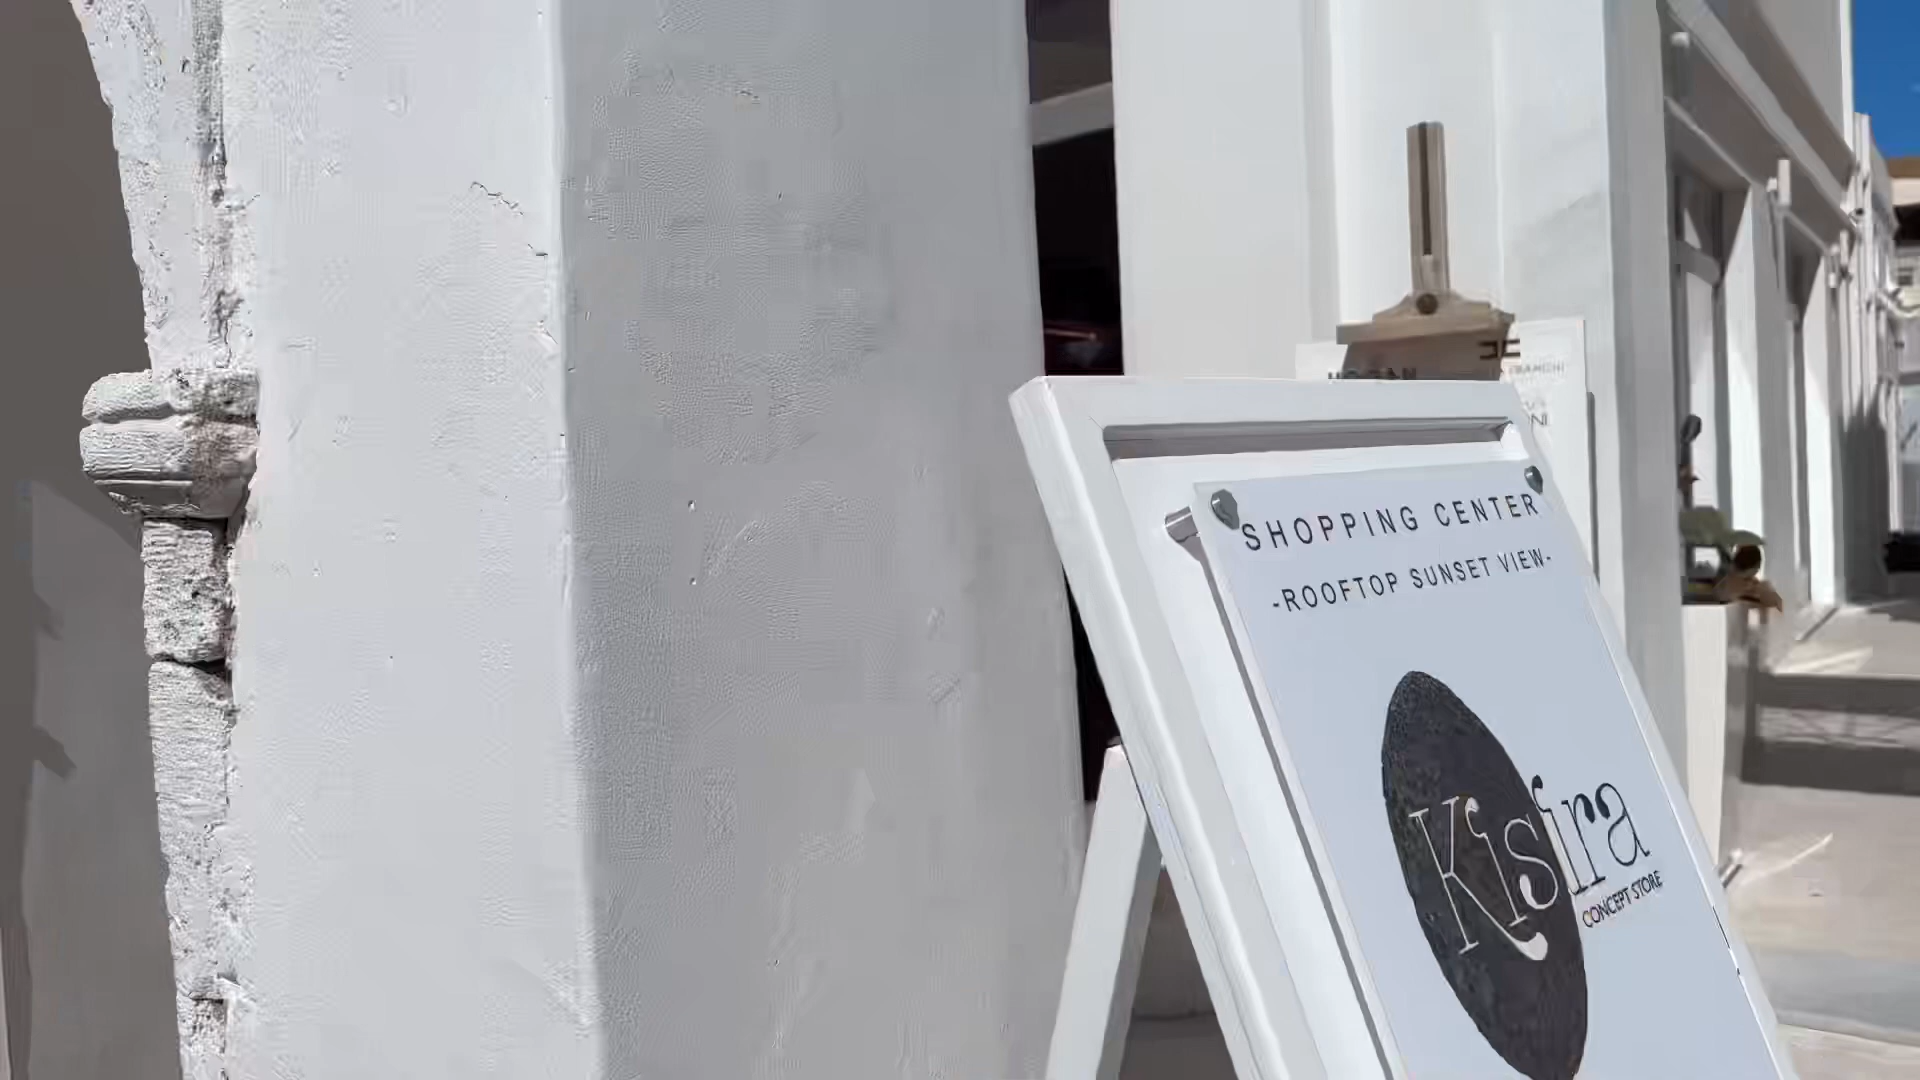 SHOPPING CENTER
-ROOFTOP SUNSET VIEW-
Kisira
CONCEPT STORE